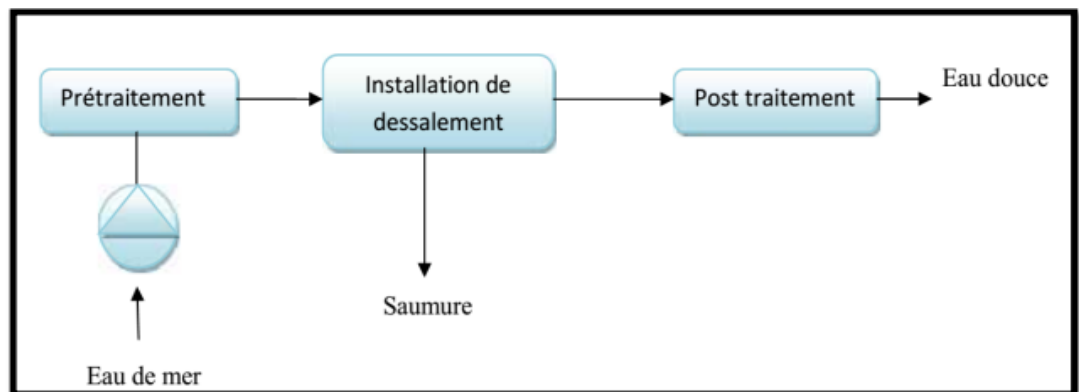 Prétraitement
Installation de
dessalement
Post traitement
Eau douce
Saumure
Eau de mer